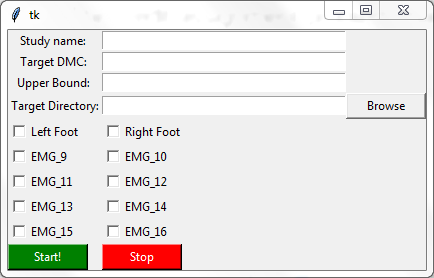 tk
Study name:
Target DMC:
Upper Bound:
Target Directory: Browse
Left Foot Right Foot
EMG_9 EMG_10
EMG_11 EMG_12
EMG_13 EMG_14
EMG_15 EMG_16
Start! Stop